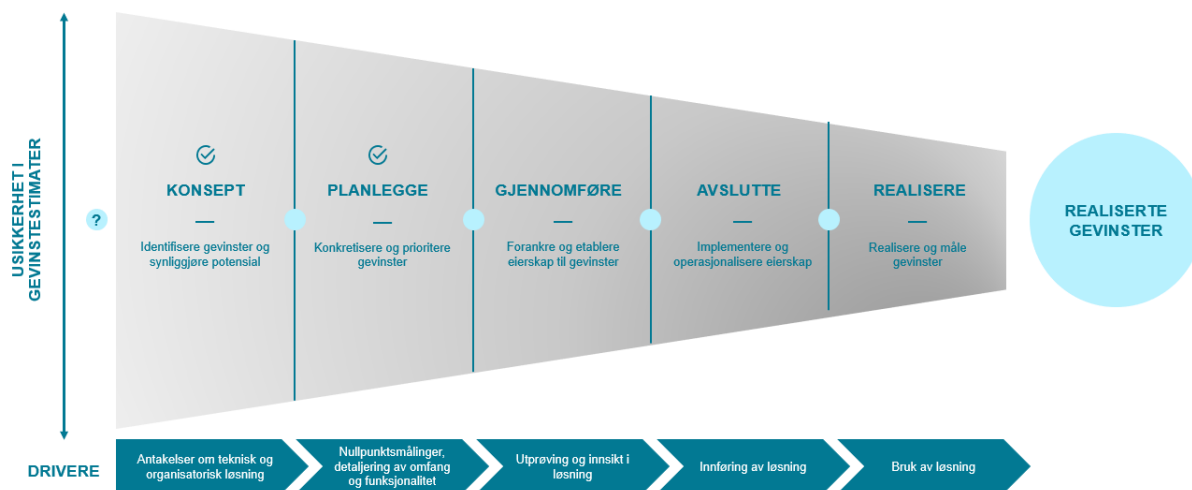 USIKKERHET I
GEVINSTESTIMATER
?
KONSEPT
Identifisere gevinster og
synliggjøre potensial
PLANLEGGE
Konkretisere og prioritere
gevinster
GJENNOMFØRE
Forankre og etablere
eierskap til gevinster
AVSLUTTE
Implementere og
operasjonalisere eierskap
REALISERE
Realisere og måle
gevinster
REALISERTE
GEVINSTER
DRIVERE
Antakelser om teknisk og
organisatorisk løsning
Nullpunktsmålinger,
detaljering av omfang
og funksjonalitet
Utprøving og innsikt i
løsning
Innføring av løsning
Bruk av løsning